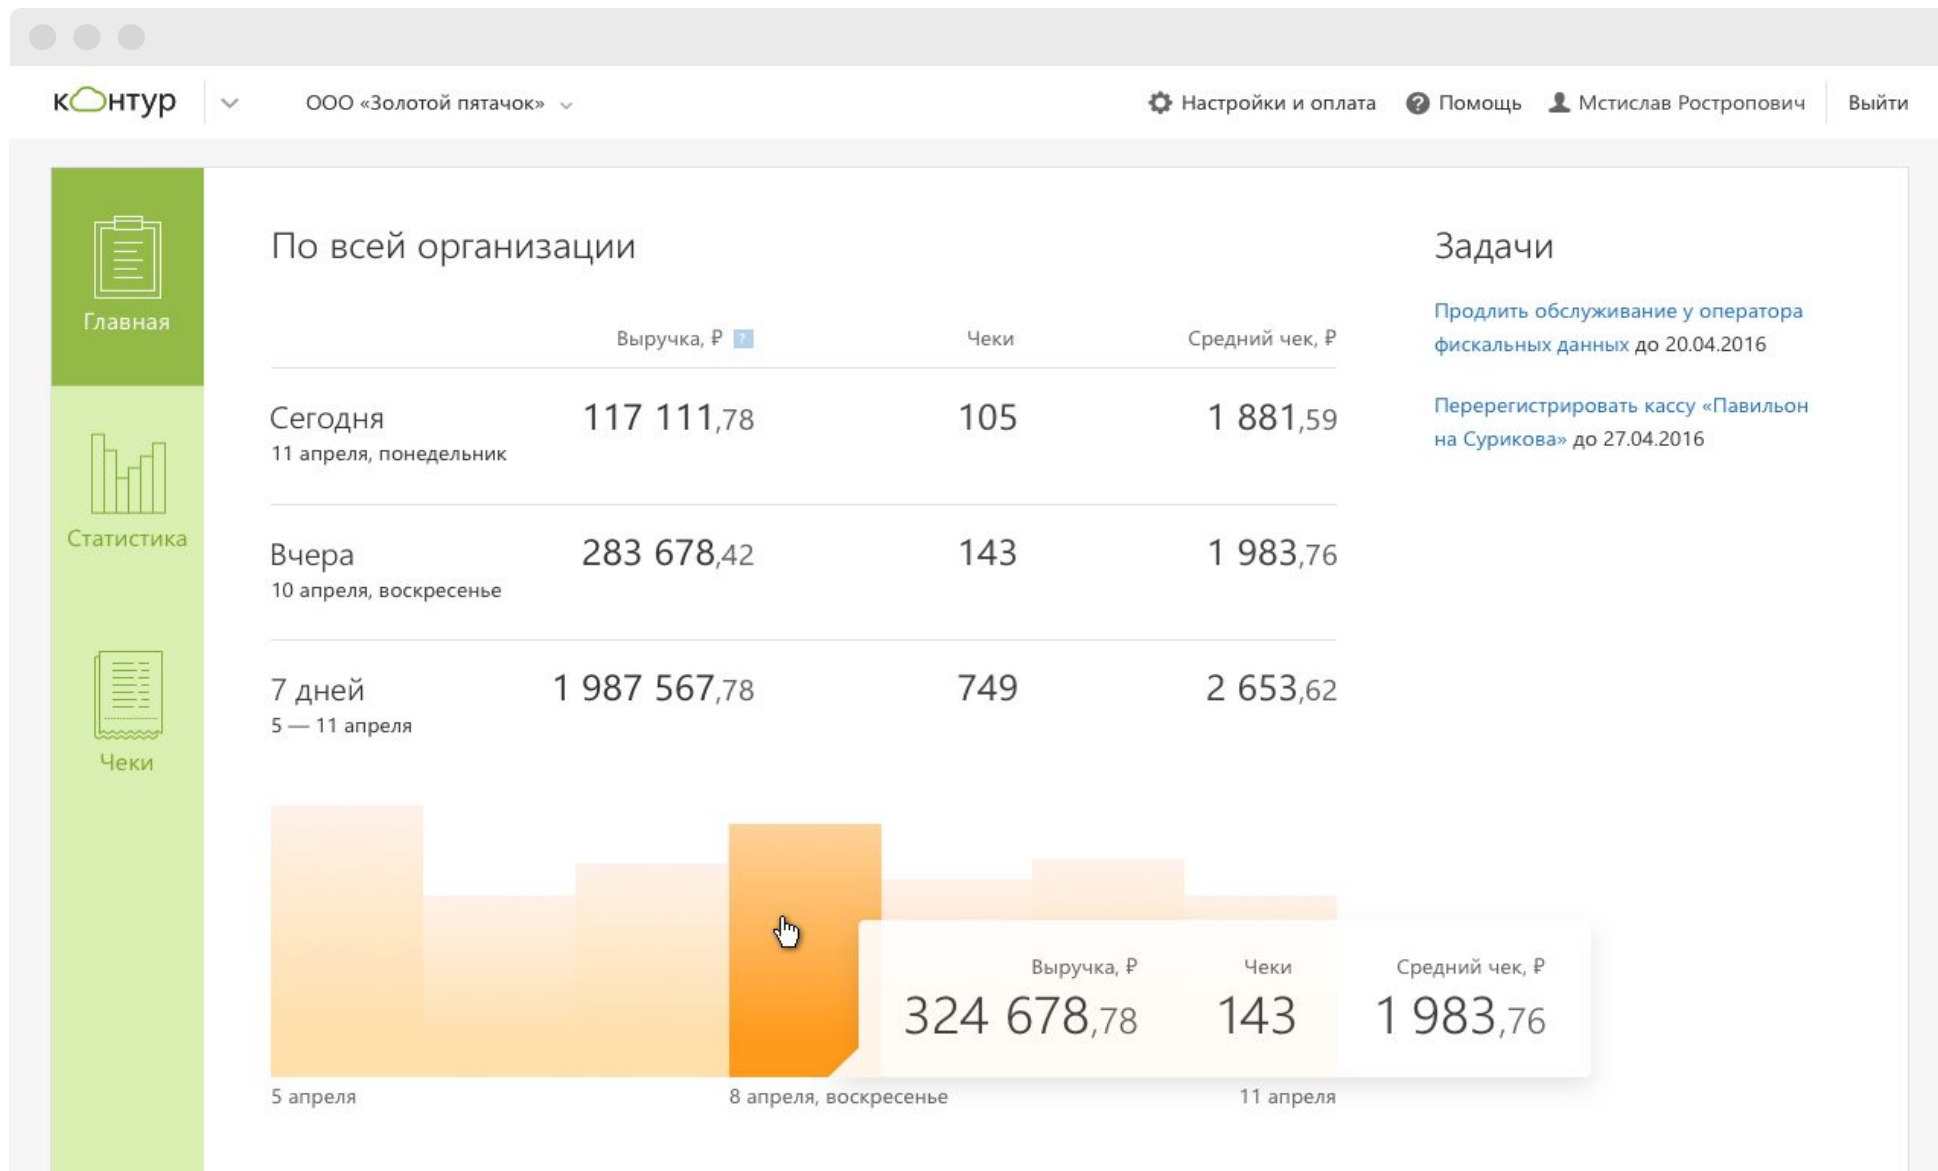 контур
ООО «Золотой пятачок»
Настройки и оплата
Помощь
Мстислав Ростропович
Выйти
Главная
Статистика
Чеки
По всей организации
Выручка, ₽ ?
Чеки
Средний чек, ₽
Сегодня 117 111,78 105 1 881,59
11 апреля, понедельник
Вчера 283 678,42 143 1 983,76
10 апреля, воскресенье
7 дней 1 987 567,78 749 2 653,62
5 — 11 апреля
Выручка, ₽ Чеки Средний чек, ₽
324 678,78 143 1 983,76
5 апреля 8 апреля, воскресенье 11 апреля
Задачи
Продлить обслуживание у оператора
фискальных данных до 20.04.2016
Перерегистрировать кассу «Павильон
на Сурикова» до 27.04.2016